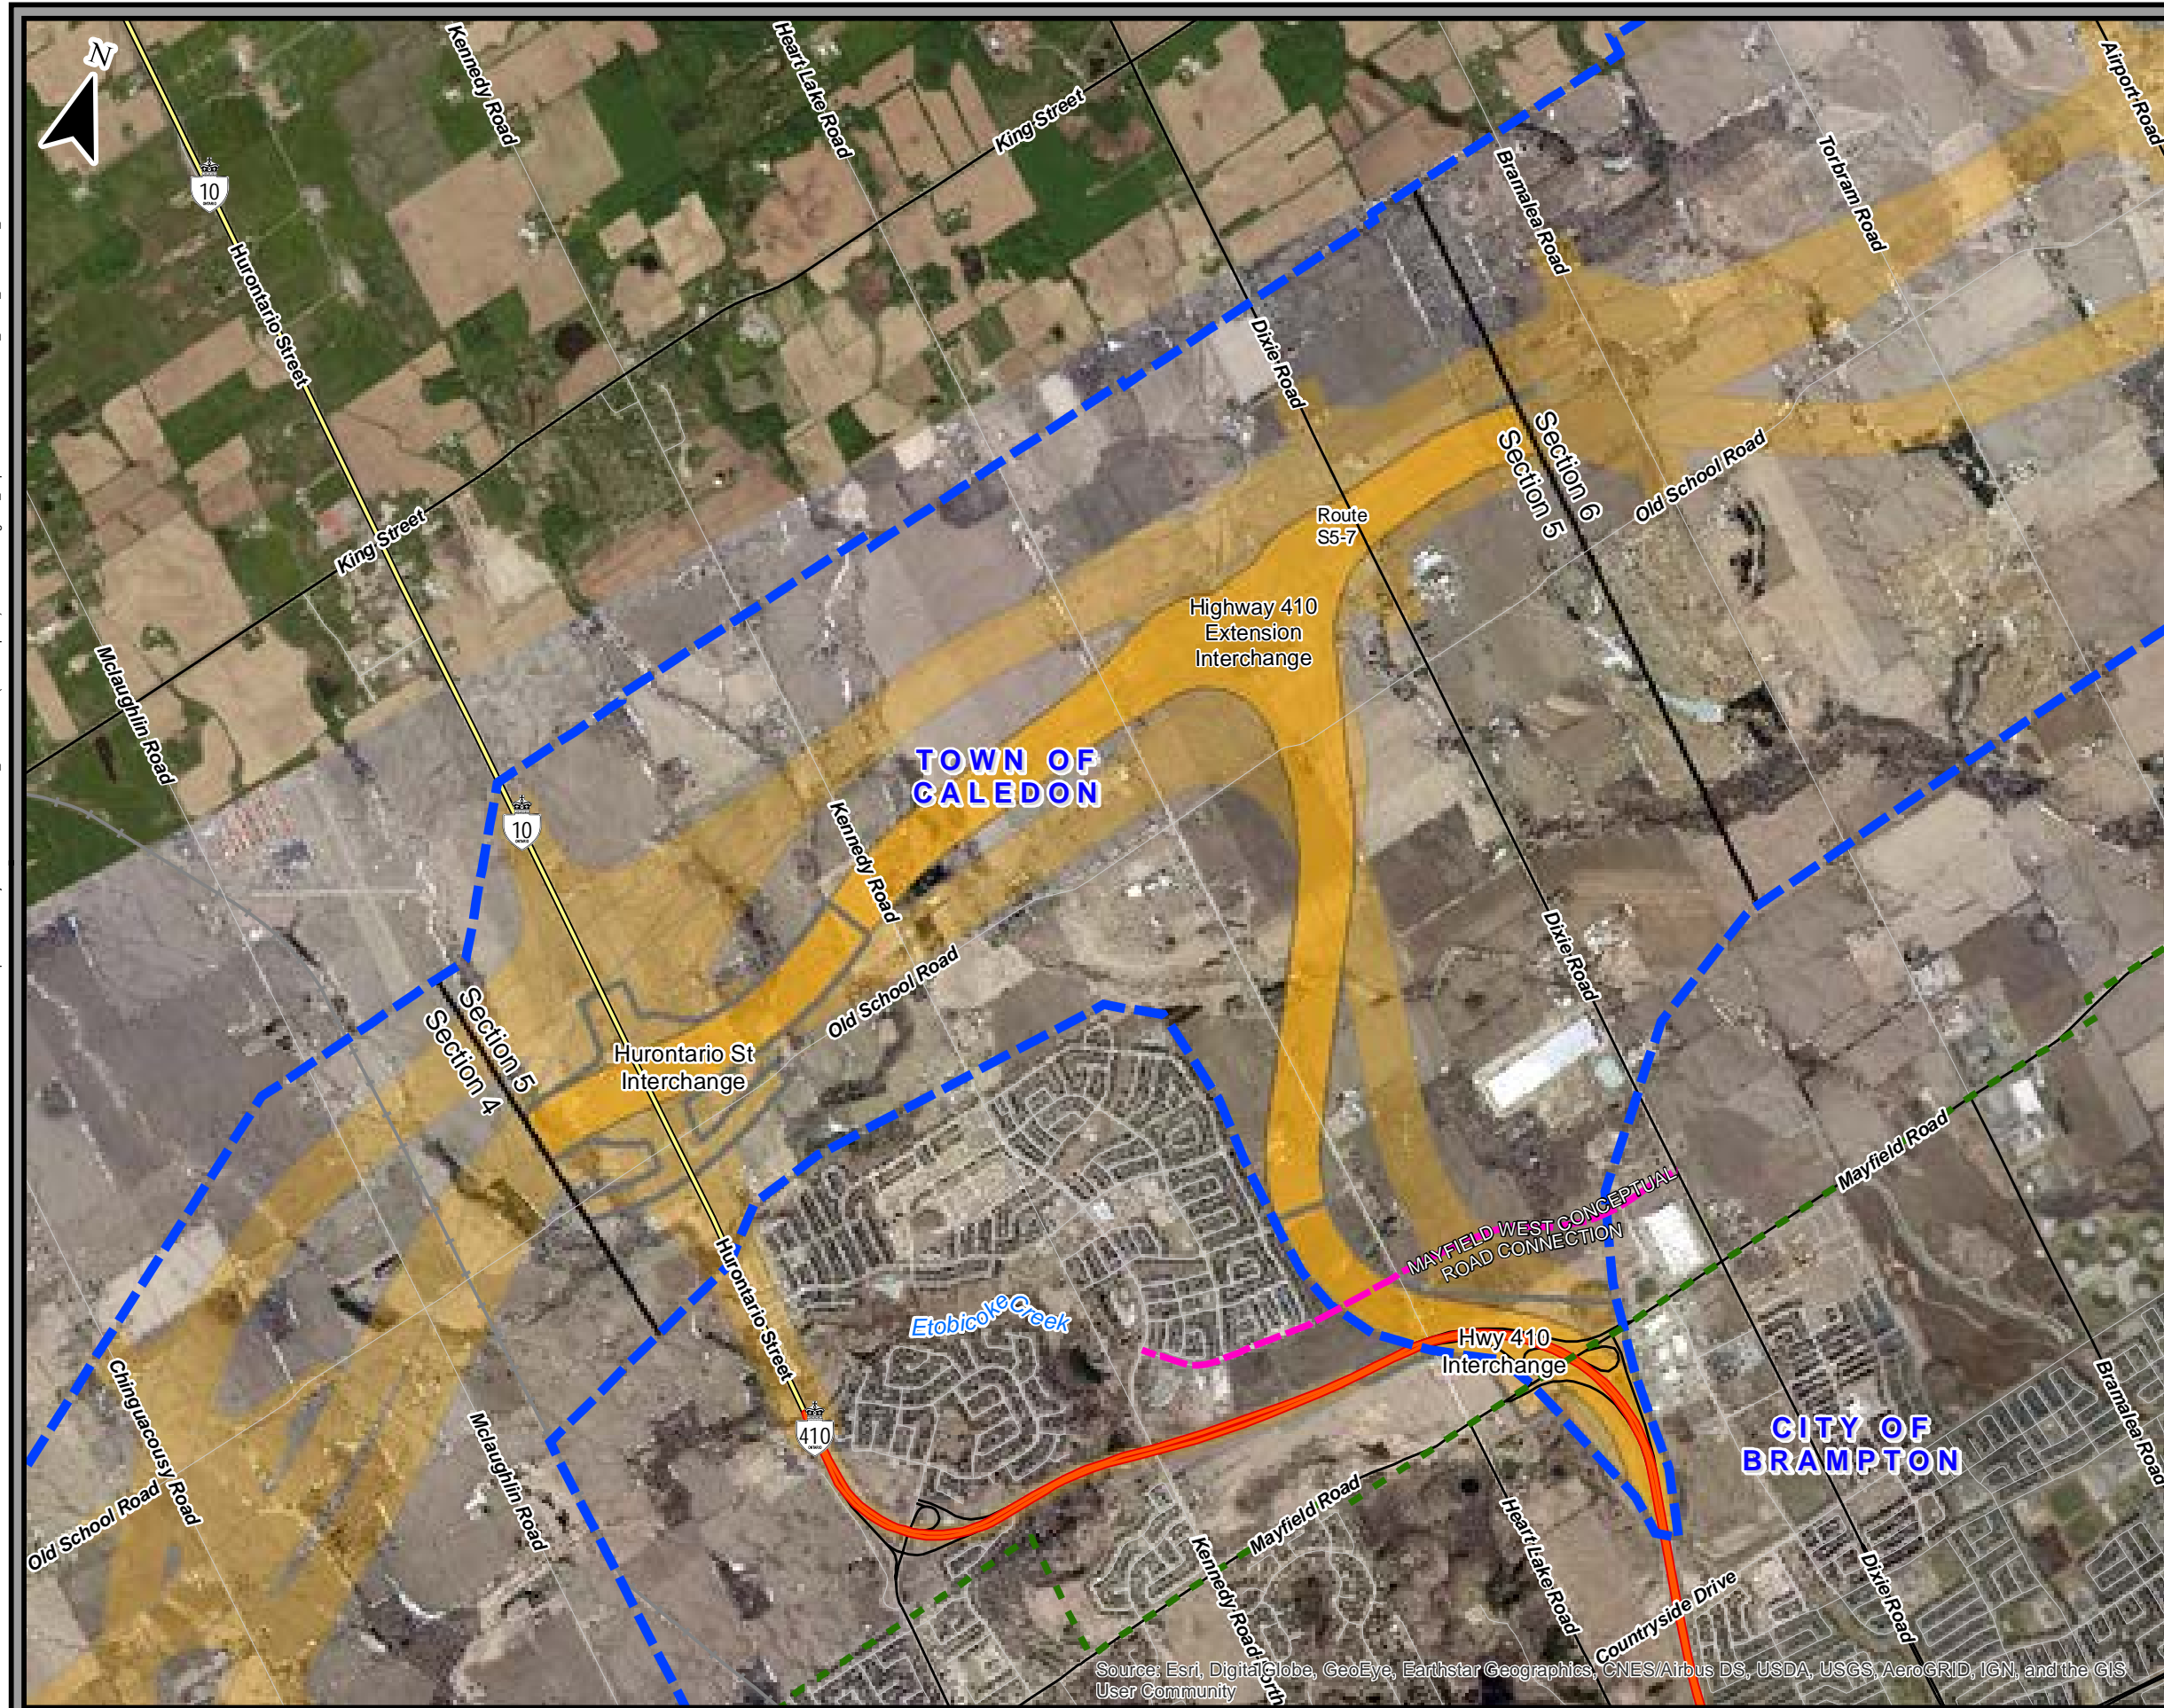 N
Kennedy Road
Heart Lake Road
King Street
Airport Road
Bramalea Road
Torbram Road
10
ONTARIO
Hurontario Street
Dixie Road
King Street
Section 6
Section 5
Old School Road
Route
S5-7
Highway 410
Extension
Interchange
Mclaughlin Road
TOWN OF
CALEDON
10
ONTARIO
Kennedy Road
Old School Road
Dixie Road
Section 5
Section 4
Hurontario St
Interchange
Mayfield Road
MAYFIELD WEST CONCEPTUAL
ROAD CONNECTION
Hurontario Street
Etobicoke Creek
Hwy 410
Interchange
Chinguacousy Road
Mclaughlin Road
410
ONTARIO
CITY OF
BRAMPTON
Bramalea Road
Old School Road
Mayfield Road
Kennedy Road North
Heart Lake Road
Countryside Drive
Dixie Road
Source: Esri, DigitalGlobe, GeoEye, Earthstar Geographics, CNES/Airbus DS, USDA, USGS, AeroGRID, IGN, and the GIS
User Community